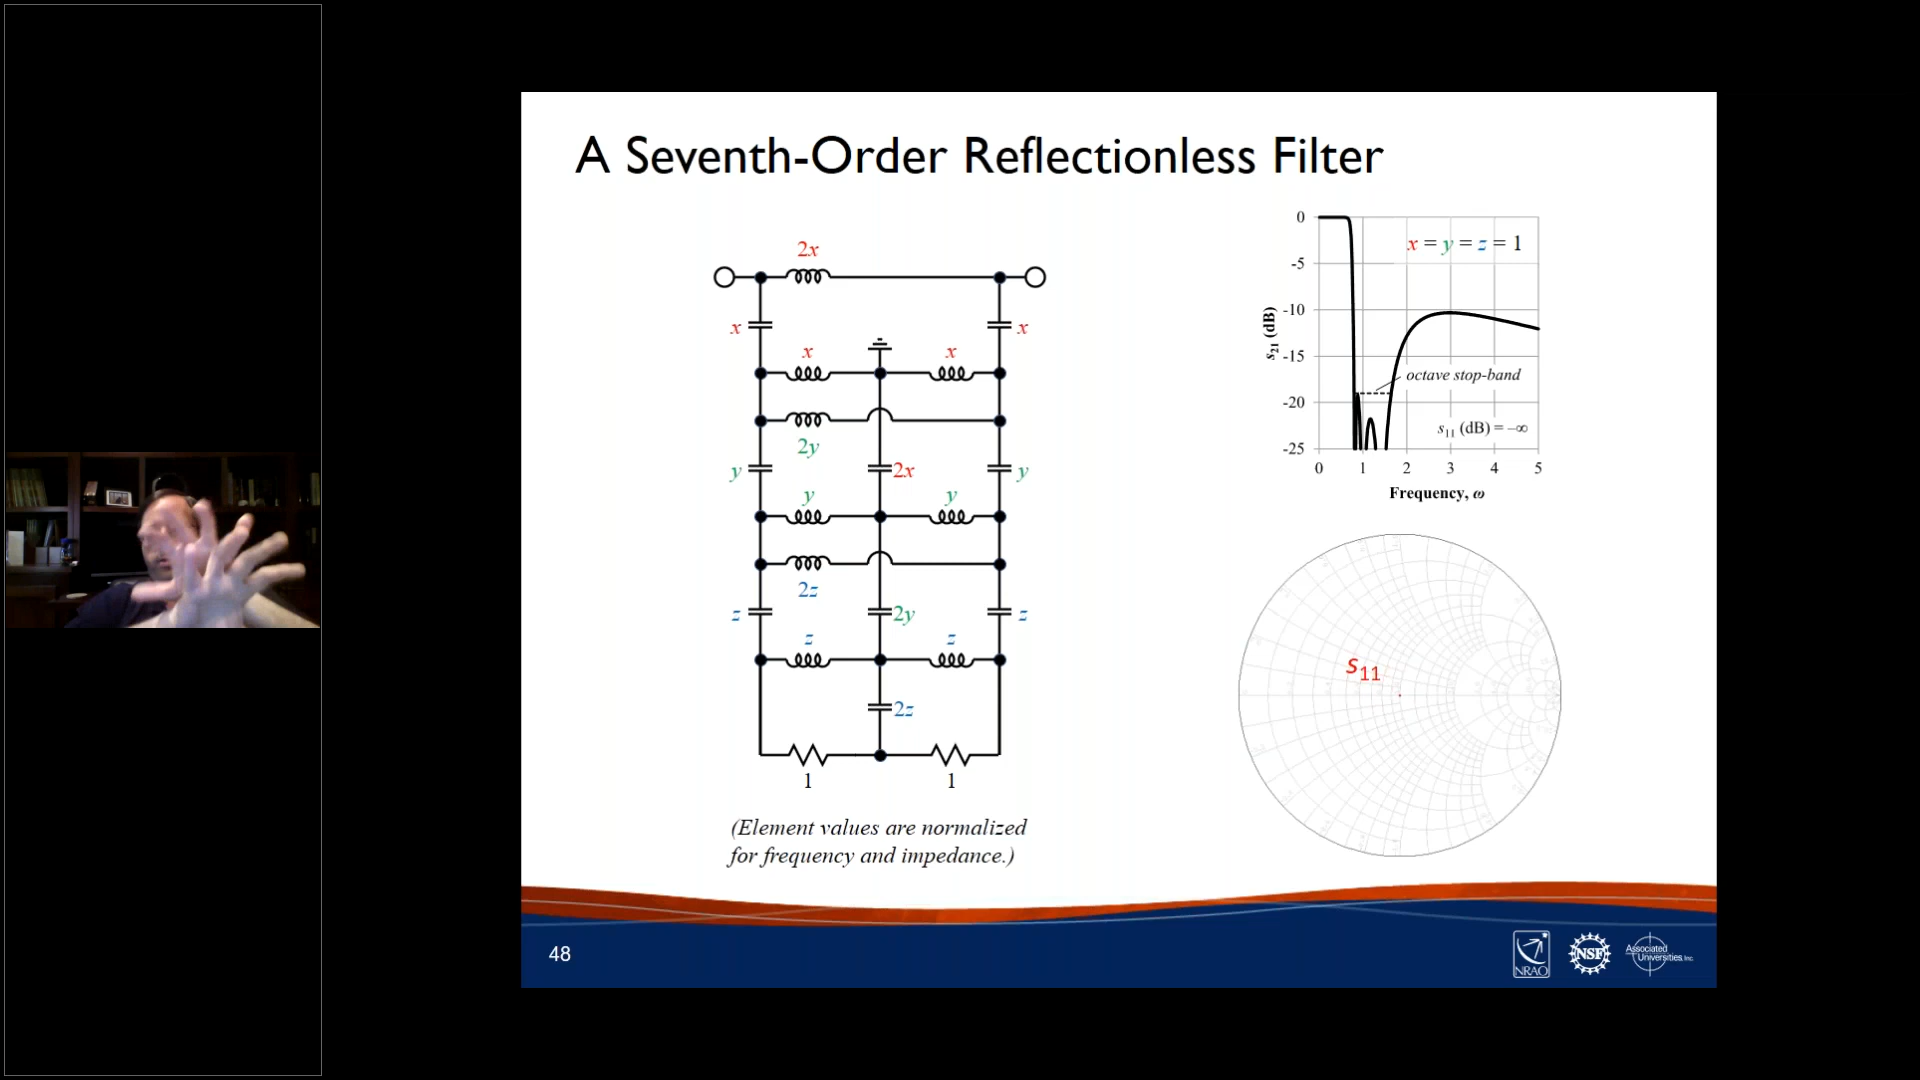 A Seventh-Order Reflectionless Filter
2x
x
x
x
x
2y
y
2x
y
y
y
2z
z
2y
z
z
z
2z
1
1
(Element values are normalized
for frequency and impedance.)
0
-5
-10
-15
-20
-25
s21 (dB)
x = y = z = 1
octave stop-band
s11 (dB) = –∞
0 1 2 3 4 5
Frequency, ω
s11
48
NRAO
NSF
Associated
Universities, Inc.